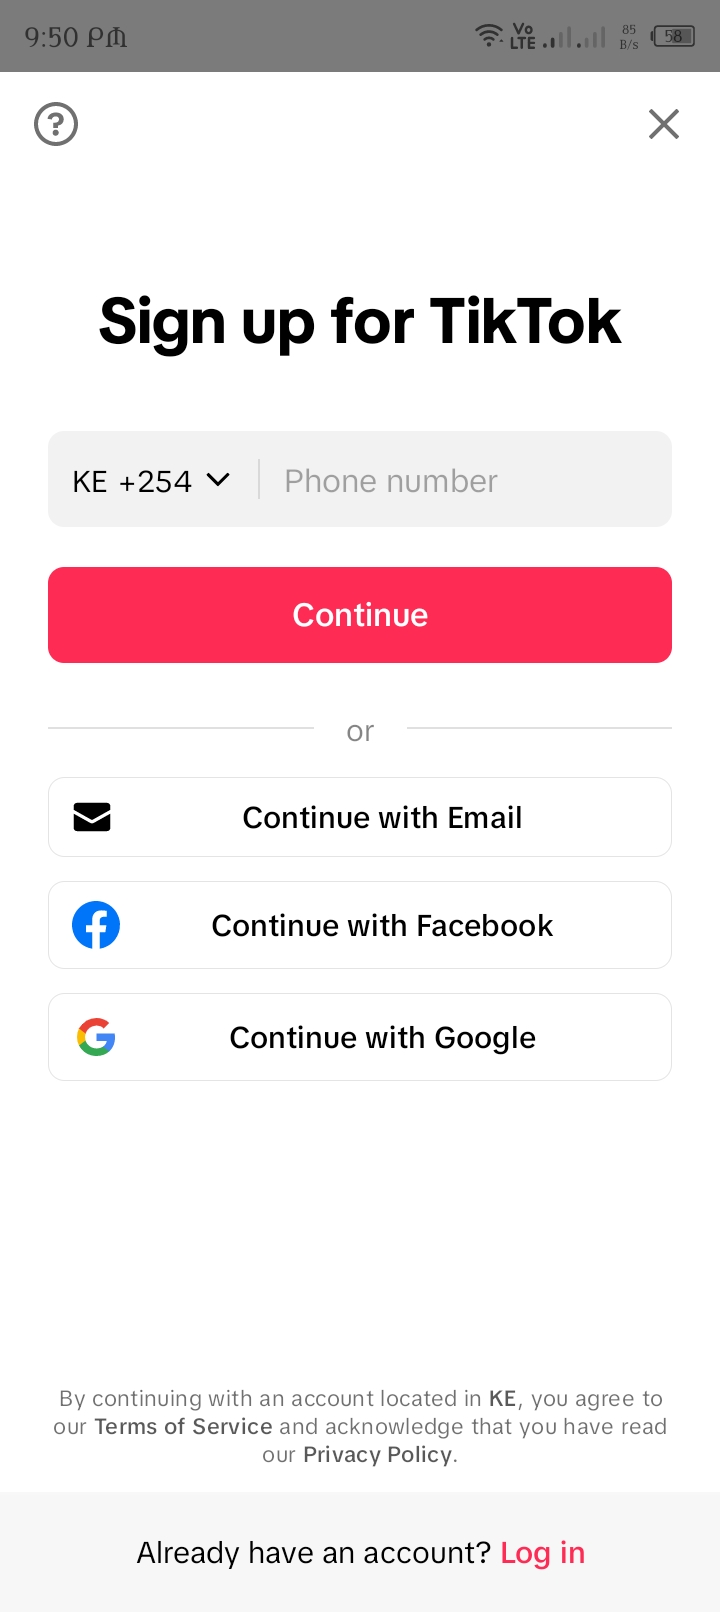 9:50 PM
Vo
LTE
85
B/s
58
?
Sign up for TikTok
KE +254
Phone number
Continue
or
Continue with Email
Continue with Facebook
Continue with Google
By continuing with an account located in KE, you agree to
our Terms of Service and acknowledge that you have read
our Privacy Policy.
Already have an account? Log in